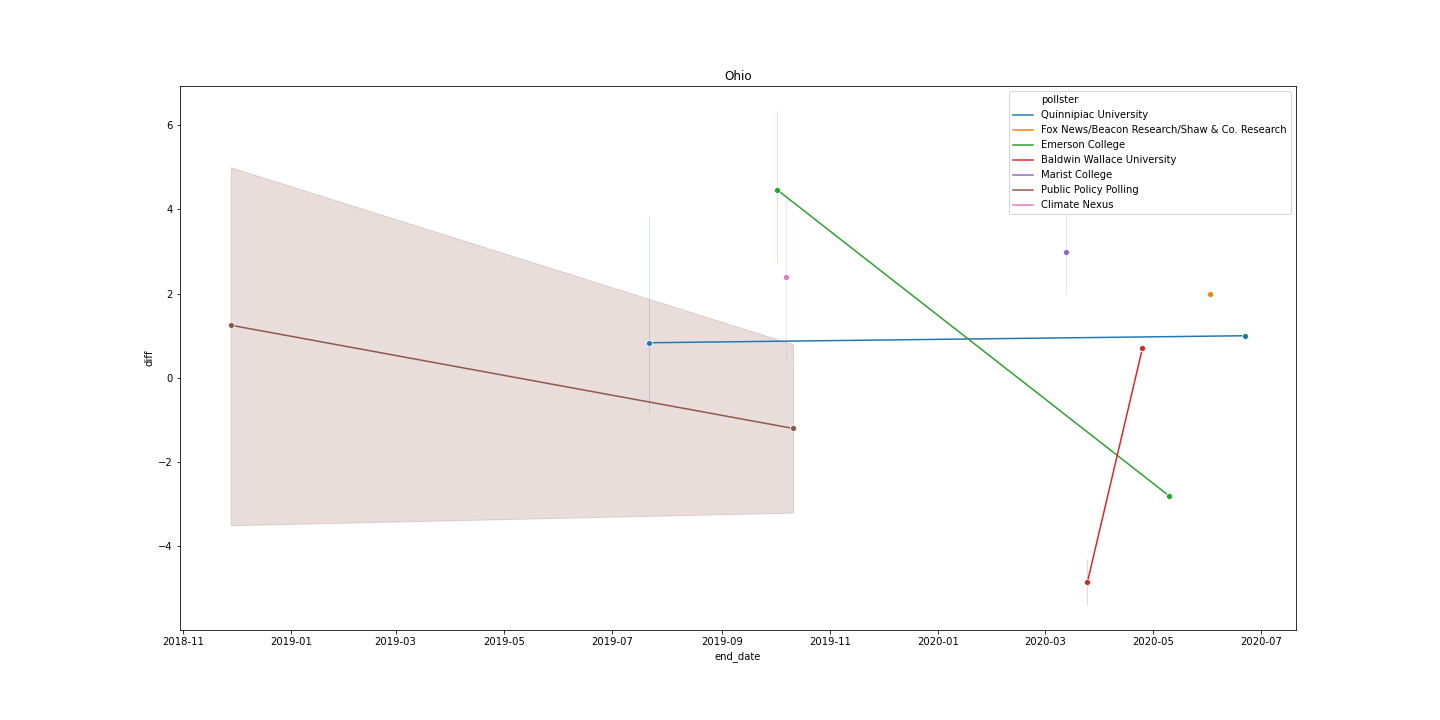 Ohio
pollster
Quinnipiac University
Fox News/Beacon Research/Shaw & Co. Research
Emerson College
Baldwin Wallace University
Marist College
Public Policy Polling
Climate Nexus
6
4
2
0
−2
−4
diff
2018-11 2019-01 2019-03 2019-05 2019-07 2019-09 2019-11 2020-01 2020-03 2020-05 2020-07
end_date